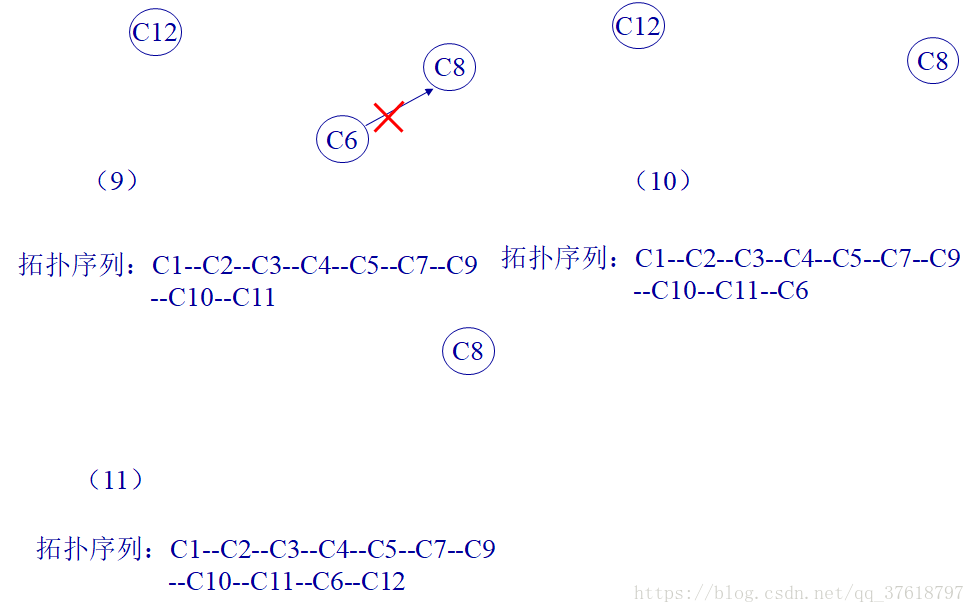 C12
C8
C6
（9）
拓扑序列：C1--C2--C3--C4--C5--C7--C9
--C10--C11
C12
C8
（10）
拓扑序列：C1--C2--C3--C4--C5--C7--C9
--C10--C11--C6
C8
（11）
拓扑序列：C1--C2--C3--C4--C5--C7--C9
--C10--C11--C6--C12
https://blog.csdn.net/qq_37618797